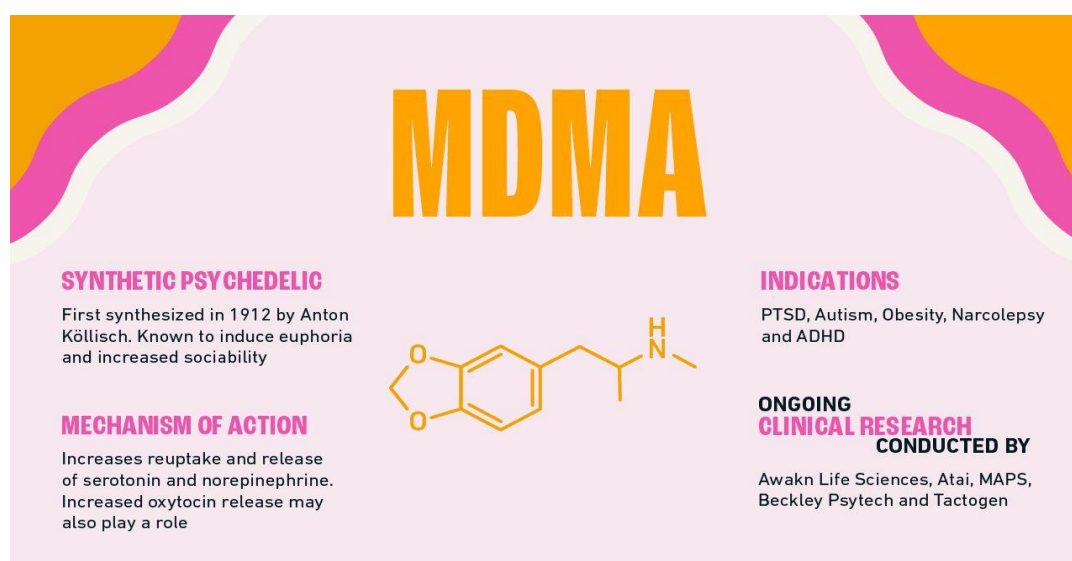 MDMA
SYNTHETIC PSYCHEDELIC
First synthesized in 1912 by Anton
Köllisch. Known to induce euphoria
and increased sociability
MECHANISM OF ACTION
Increases reuptake and release
of serotonin and norepinephrine.
Increased oxytocin release may
also play a role
O
O
H
N
INDICATIONS
PTSD, Autism, Obesity, Narcolepsy
and ADHD
ONGOING
CLINICAL RESEARCH
CONDUCTED BY
Awakn Life Sciences, Atai, MAPS,
Beckley Psytech and Tactogen